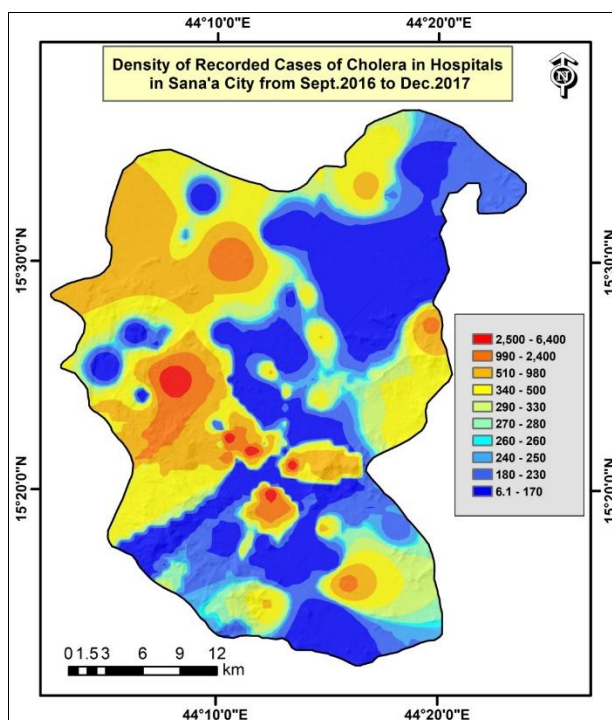 44°10'0"E 44°20'0"E
Density of Recorded Cases of Cholera in Hospitals
in Sana'a City from Sept.2016 to Dec.2017
N
15°30'0"N 15°30'0"N
2,500 - 6,400
990 - 2,400
510 - 980
340 - 500
290 - 330
270 - 280
260 - 260
240 - 250
180 - 230
6.1 - 170
15°20'0"N 15°20'0"N
0 1.5 3 6 9 12
km
44°10'0"E 44°20'0"E